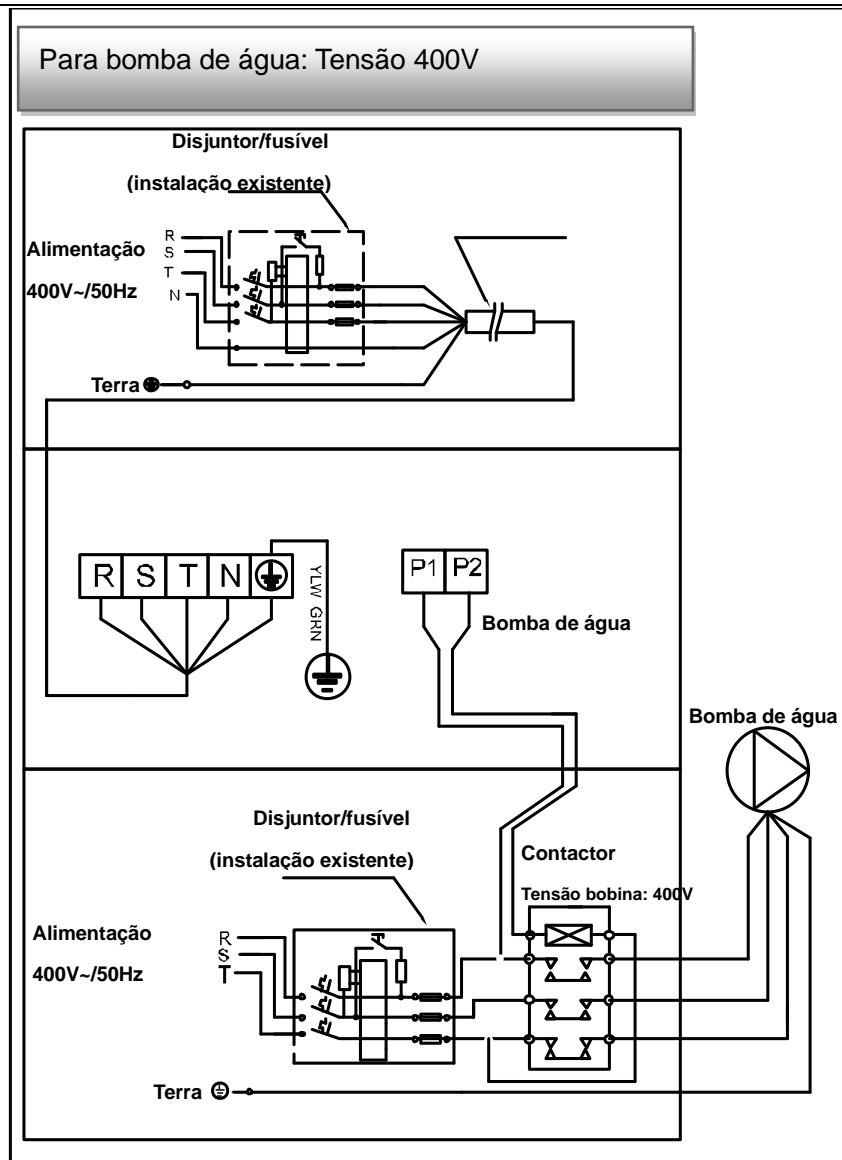 Para bomba de água: Tensão 400V
Disjuntor/fusível
(instalação existente)
Alimentação
400V~/50Hz
R
S
T
N
Terra
R S T N
YLW GRN
P1 P2
Bomba de água
Bomba de água
Disjuntor/fusível
(instalação existente)
Contactor
Tensão bobina: 400V
Alimentação
400V~/50Hz
R
S
T
Terra